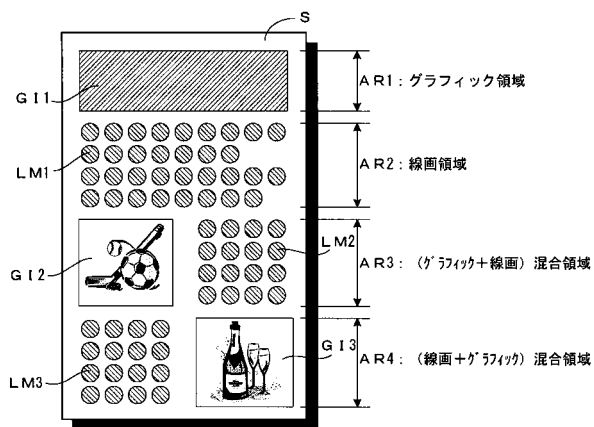 S
GI1
AR1：グラフィック領域
LM1
AR2：線画領域
GI2
LM2
AR3：（グラフィック＋線画）混合領域
GI3
LM3
AR4：（線画＋グラフィック）混合領域